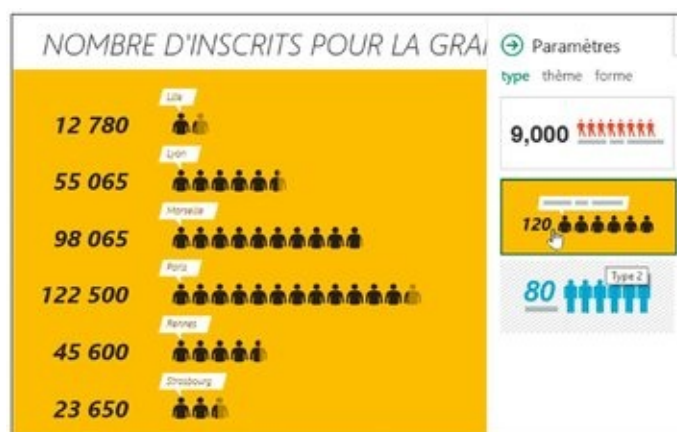 NOMBRE D'INSCRITS POUR LA GRA
Lille
12 780
Lyon
55 065
Marseille
98 065
Paris
122 500
Rennes
45 600
Strasbourg
23 650
Paramètres
type thème forme
9,000
120
Type 2
80